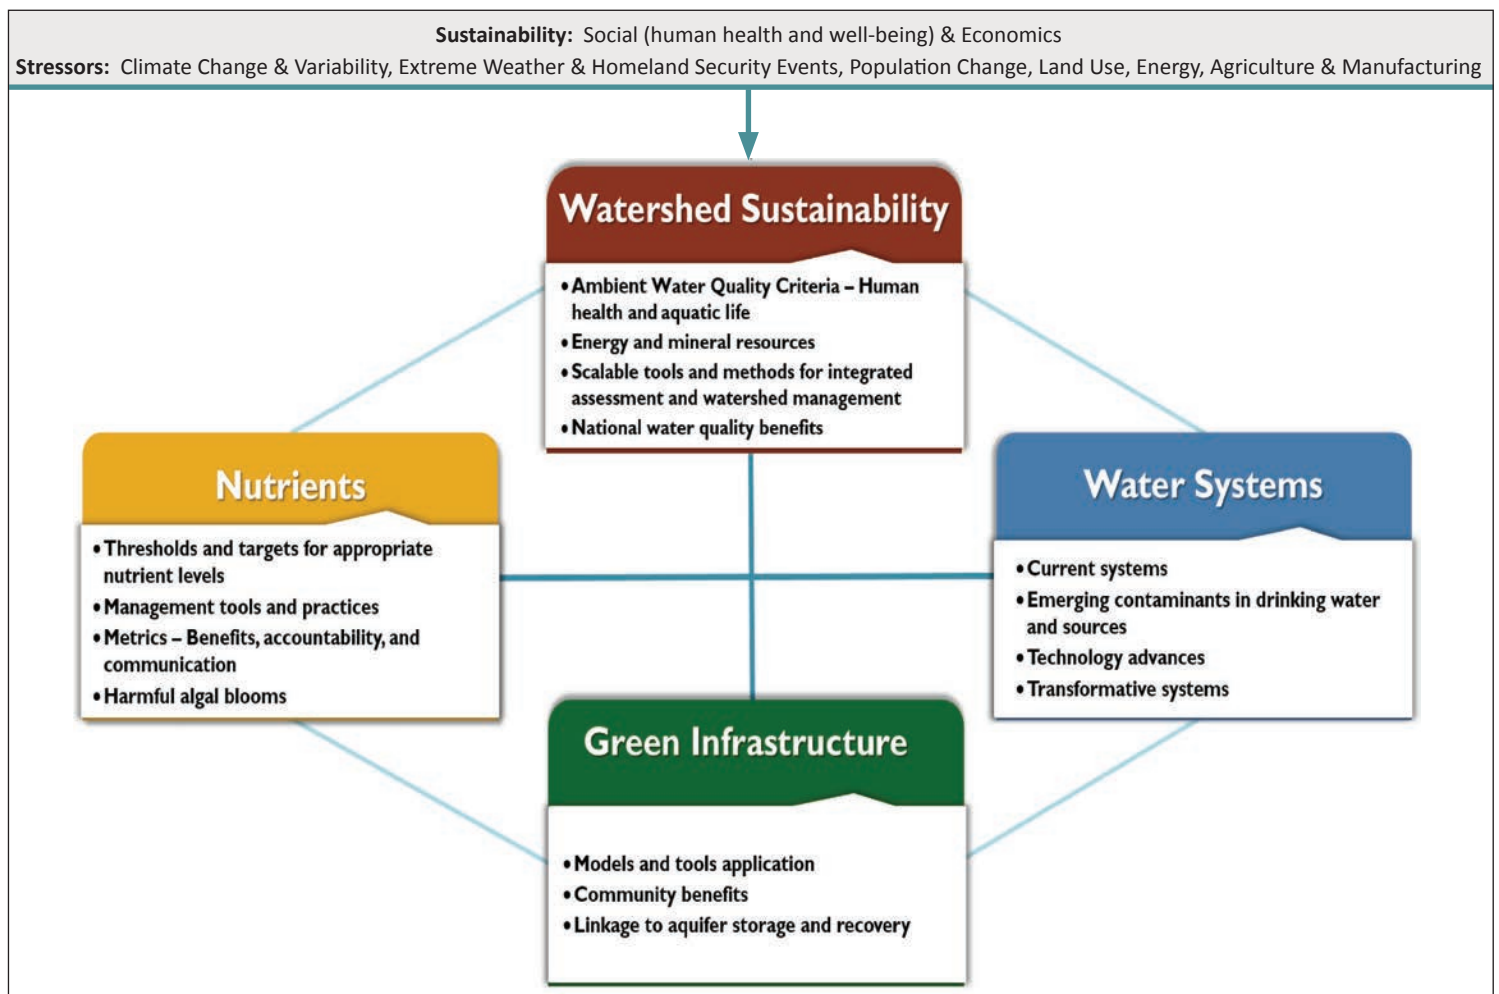 Sustainability: Social (human health and well-being) & Economics
Stressors: Climate Change & Variability, Extreme Weather & Homeland Security Events, Population Change, Land Use, Energy, Agriculture & Manufacturing
Watershed Sustainability
• Ambient Water Quality Criteria – Human
health and aquatic life
• Energy and mineral resources
• Scalable tools and methods for integrated
assessment and watershed management
• National water quality benefits
Nutrients
• Thresholds and targets for appropriate
nutrient levels
• Management tools and practices
• Metrics – Benefits, accountability, and
communication
• Harmful algal blooms
Water Systems
• Current systems
• Emerging contaminants in drinking water
and sources
• Technology advances
• Transformative systems
Green Infrastructure
• Models and tools application
• Community benefits
• Linkage to aquifer storage and recovery